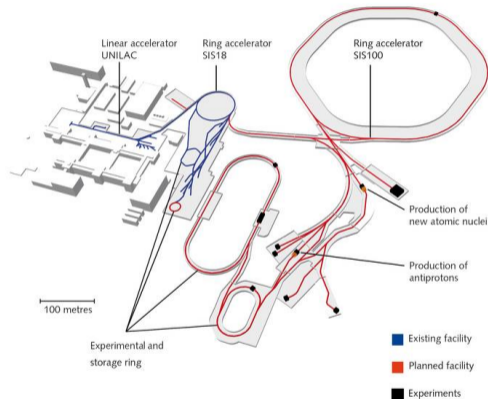 Linear accelerator
UNILAC
Ring accelerator
SIS18
Ring accelerator
SIS100
Production of
new atomic nuclei
Production of
antiprotons
100 metres
Experimental and
storage ring
Existing facility
Planned facility
Experiments